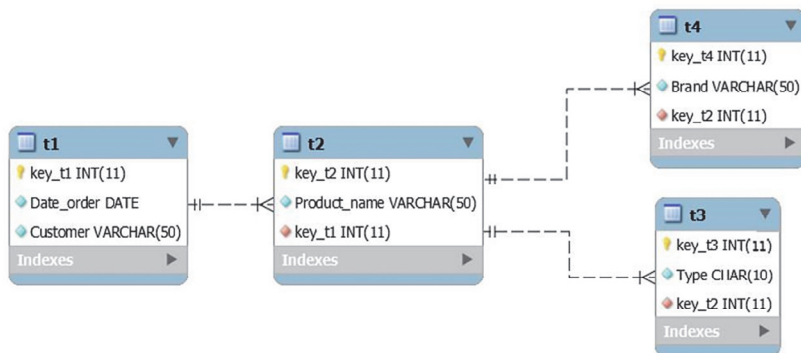 t1
key_t1 INT(11)
Date_order DATE
Customer VARCHAR(50)
Indexes
t2
key_t2 INT(11)
Product_name VARCHAR(50)
key_t1 INT(11)
Indexes
t4
key_t4 INT(11)
Brand VARCHAR(50)
key_t2 INT(11)
Indexes
t3
key_t3 INT(11)
Type CHAR(10)
key_t2 INT(11)
Indexes